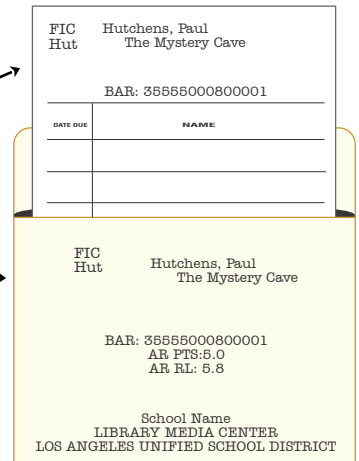 FIC Hutchens, Paul
Hut The Mystery Cave
BAR: 35555000800001
DATE DUE NAME
FIC
Hut Hutchens, Paul
The Mystery Cave
BAR: 35555000800001
AR PTS:5.0
AR RL: 5.8
School Name
LIBRARY MEDIA CENTER
LOS ANGELES UNIFIED SCHOOL DISTRICT